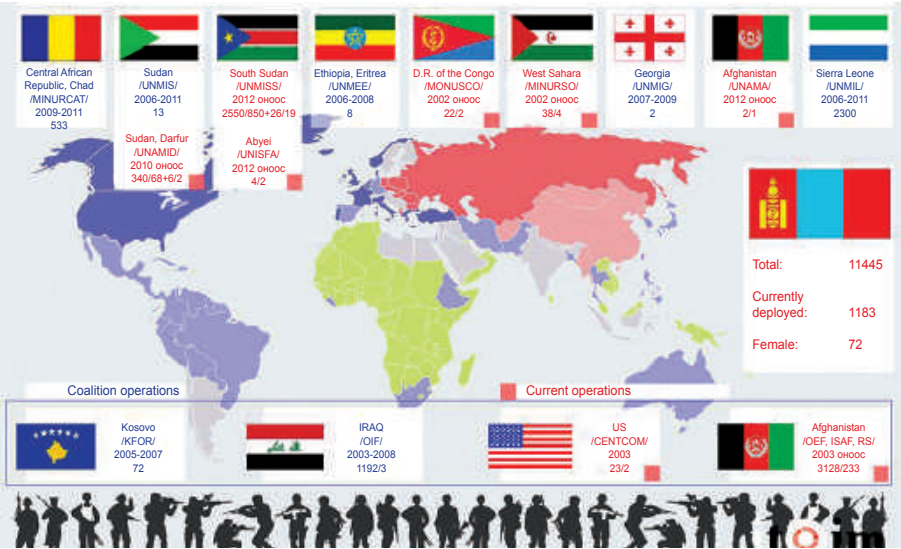 Central African
Republic, Chad
/MINURCAT/
2009-2011
533
Sudan
/UNMIS/
2006-2011
13
South Sudan
/UNMISS/
2012 оноос
2550/850+26/19
Ethiopia, Eritrea
/UNMEE/
2006-2008
8
D.R. of the Congo
/MONUSCO/
2002 оноос
22/2
West Sahara
/MINURSO/
2002 оноос
38/4
Georgia
/UNMIG/
2007-2009
2
Afghanistan
/UNAMA/
2012 оноос
2/1
Sierra Leone
/UNMIL/
2006-2011
2300
Sudan, Darfur
/UNAMID/
2010 оноос
340/68+6/2
Abyei
/UNISFA/
2012 оноос
4/2
Total: 11445
Currently
deployed: 1183
Female: 72
Coalition operations
Current operations
Kosovo
/KFOR/
2005-2007
72
IRAQ
/OIF/
2003-2008
1192/3
US
/CENTCOM/
2003
23/2
Afghanistan
/OEF, ISAF, RS/
2003 оноос
3128/233